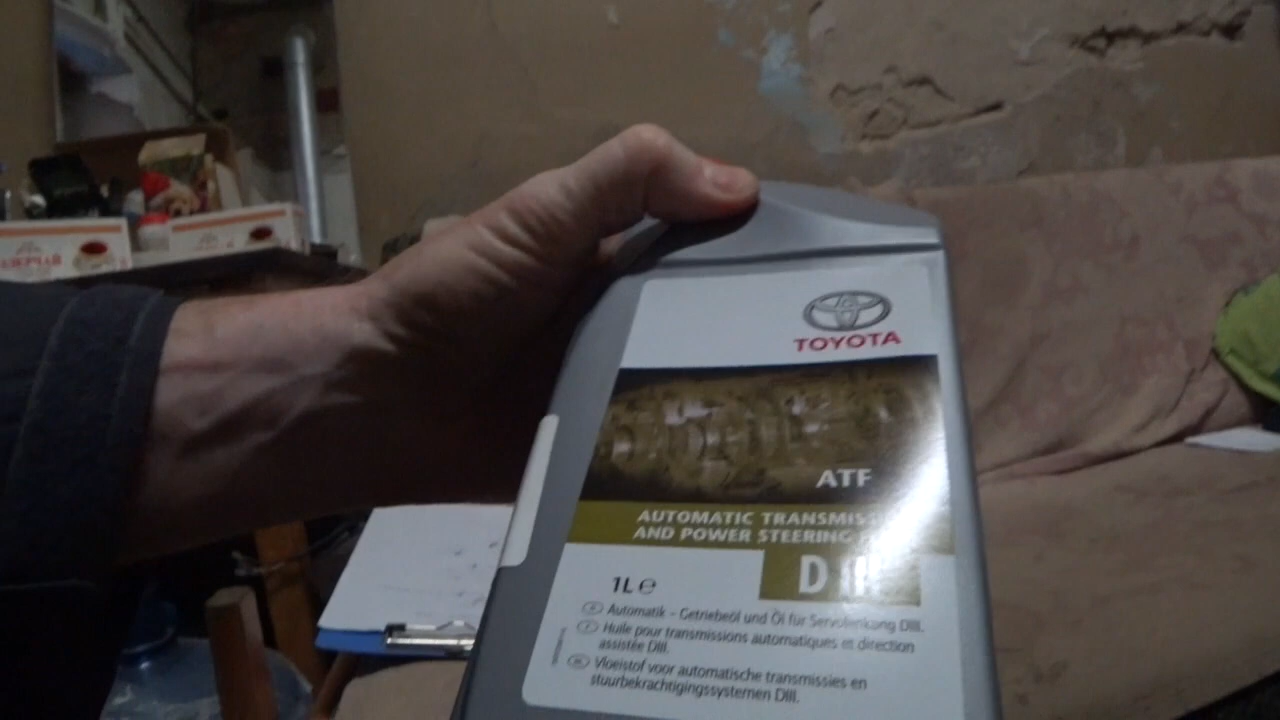 TOYOTA
ATF
AUTOMATIC TRANSMISS
AND POWER STEERING
D III
1L e
Automatik - Getriebeöl und Öl für Servolenkung DIII.
Huile pour transmissions automatiques et direction
assistée DIII.
Vloeistof voor automatische transmissies en
stuurbekrachtigingssystemen DIII.